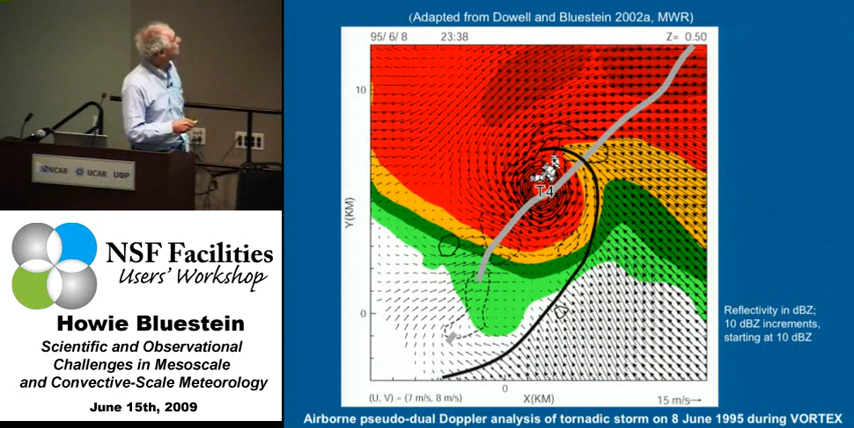 NCAR UCAR UOP
NSF Facilities
Users' Workshop
Howie Bluestein
Scientific and Observational
Challenges in Mesoscale
and Convective-Scale Meteorology
June 15th, 2009
(Adapted from Dowell and Bluestein 2002a, MWR)
95/ 6/ 8 23:38 Z= 0.50
10
Y(KM)
T4
0
0
(U, V) = (7 m/s, 8 m/s) X(KM) 15 m/s→
Reflectivity in dBZ;
10 dBZ increments,
starting at 10 dBZ
Airborne pseudo-dual Doppler analysis of tornadic storm on 8 June 1995 during VORTEX